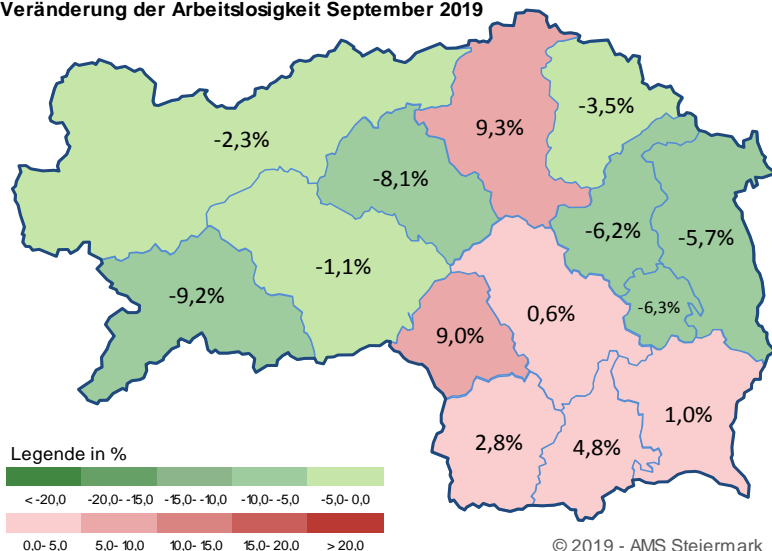 Veränderung der Arbeitslosigkeit September 2019
-3,5%
9,3%
-2,3%
-8,1%
-6,2%
-5,7%
-1,1%
-9,2%
-6,3%
0,6%
9,0%
1,0%
2,8%
4,8%
Legende in %
< -20,0 -20,0- -15,0 -15,0- -10,0 -10,0- -5,0 -5,0- 0,0
0,0- 5,0 5,0- 10,0 10,0- 15,0 15,0- 20,0 > 20,0
© 2019 - AMS Steiermark